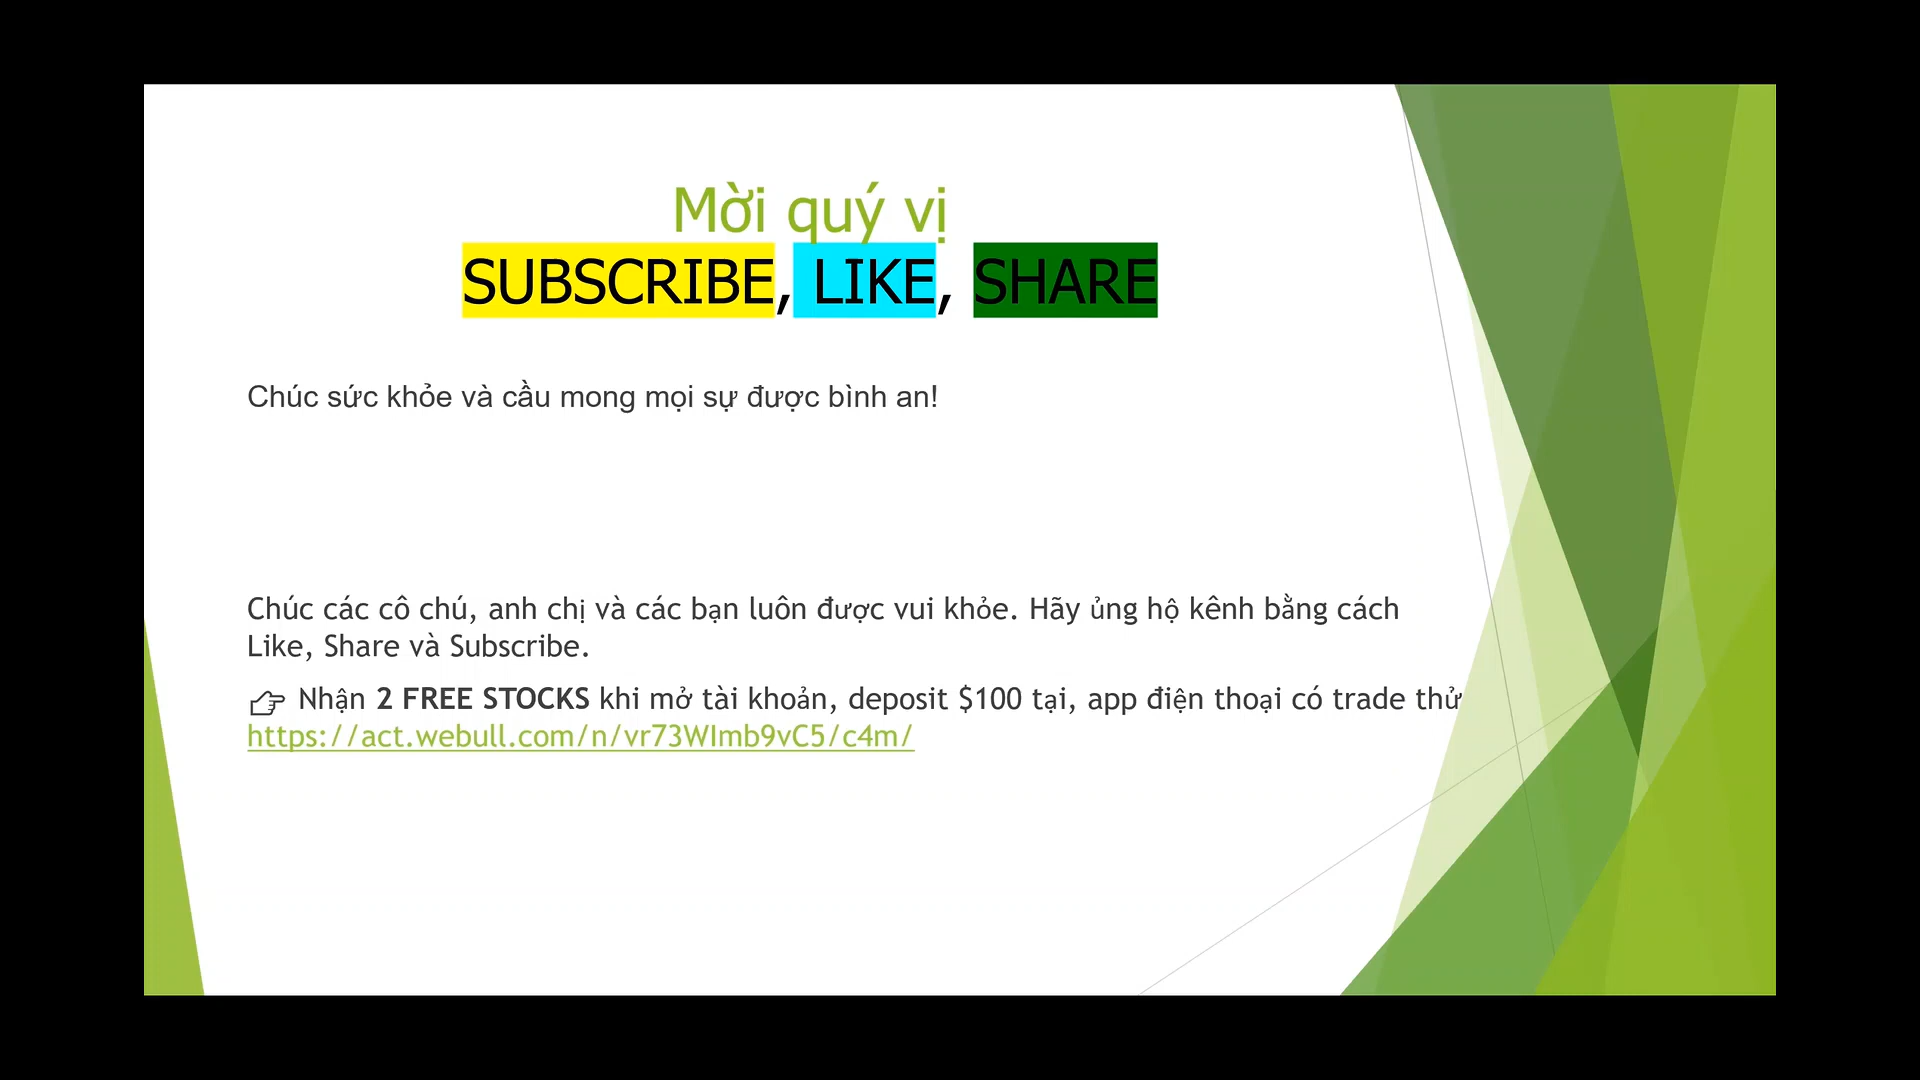 Mời quý vị
SUBSCRIBE, LIKE, SHARE
Chúc sức khỏe và cầu mong mọi sự được bình an!
Chúc các cô chú, anh chị và các bạn luôn được vui khỏe. Hãy ủng hộ kênh bằng cách
Like, Share và Subscribe.
👉 Nhận 2 FREE STOCKS khi mở tài khoản, deposit $100 tại, app điện thoại có trade thử
https://act.webull.com/n/vr73WImb9vC5/c4m/